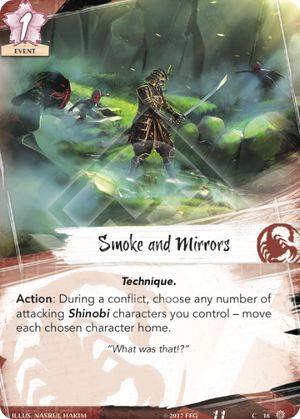 1
EVENT
Smoke and Mirrors
Technique.
Action: During a conflict, choose any number of
attacking Shinobi characters you control – move
each chosen character home.
“What was that!?”
ILLUS. NASRUL HAKIM
© 2017 FFG
C 18